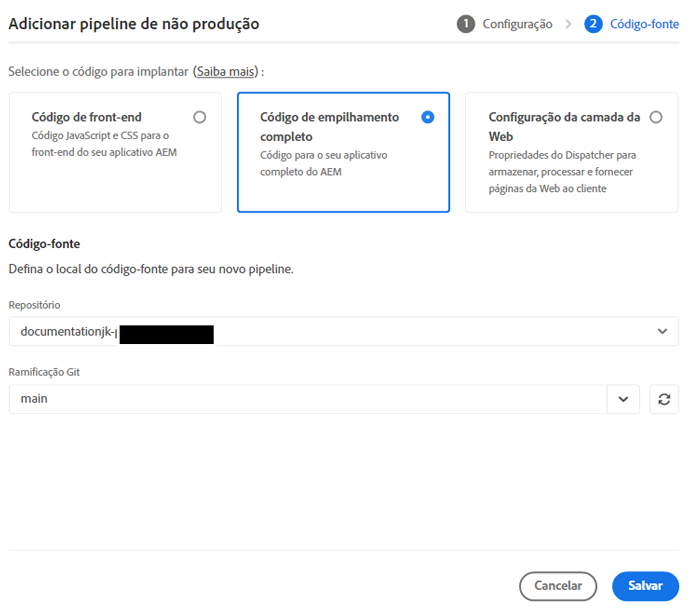 Adicionar pipeline de não produção
1 Configuração > 2 Código-fonte
Selecione o código para implantar (Saiba mais) :
Código de front-end
Código JavaScript e CSS para o
front-end do seu aplicativo AEM
Código de empilhamento
completo
Código para o seu aplicativo
completo do AEM
Configuração da camada da
Web
Propriedades do Dispatcher para
armazenar, processar e fornecer
páginas da Web ao cliente
Código-fonte
Defina o local do código-fonte para seu novo pipeline.
Repositório
documentationjk-
Ramificação Git
main
Cancelar
Salvar